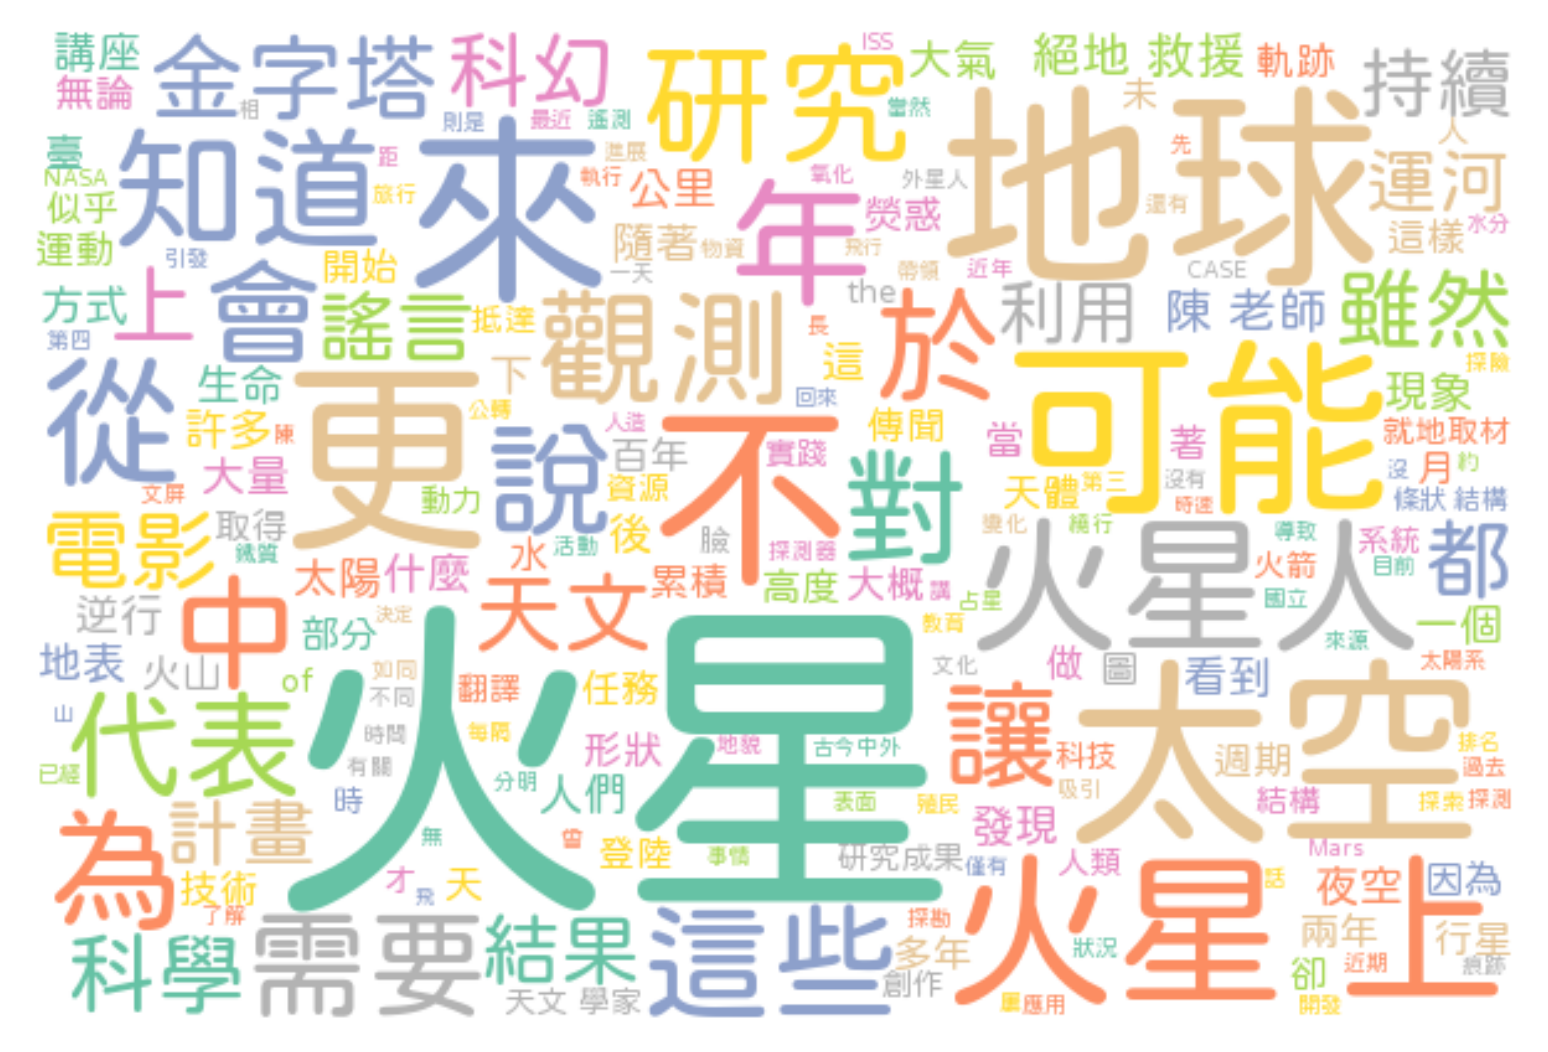 講座 金字塔 科幻 研究 ISS 大氣 絕地 救援 軌跡 持續
無論 相 則是 最近 遙測 當然 未 人
臺 知道 距 來 進展 執行 公里 氧化 外星人 地球 先 運河
NASA 旅行 年 熒惑 還有 水分
似乎 隨著 物資 飛行 這樣
運動 引發 開始 一天 帶領 近年 CASE
方式 上 會 謠言 抵達 觀測 the 利用 陳 老師 雖然
第四 長 於 探險
從 生命 更 下 回來 這 可能 現象
許多 陳 公轉 說 人造 不 傳聞 當 著 就地取材
大量 百年 實踐 對 沒有 沒 月 約
文屏 動力 資源 天體 第三 時速 條狀 結構
電影 取得 後 臉 變化 繞行 火星人 導致 系統 都
鐵質 水 活動 探測器 火箭 目前
太陽 什麼 天文 累積 高度 大概 講 占星 國立 一個
逆行 中 決定 部分 火星 教育 來源
地表 火山 如同 文化 做 圖 看到 太陽系
of 不同 翻譯 任務 讓 太空
山 代表 時間 每隔 形狀 地貌 古今中外 科技 週期 排名
已經 有關 分明 人們 吸引 過去
時 表面 殖民 結構 探索 探測
為 計畫 無 曾 登陸 事情 研究成果 發現 Mars
技術 才 飛 天 僅有 人類 話 夜空 因為
了解 探勘 火星上
科學 需要 結果 這些 多年 狀況 兩年 行星
卻 近期 痕跡
天文 學家 創作 屬 應用 開發